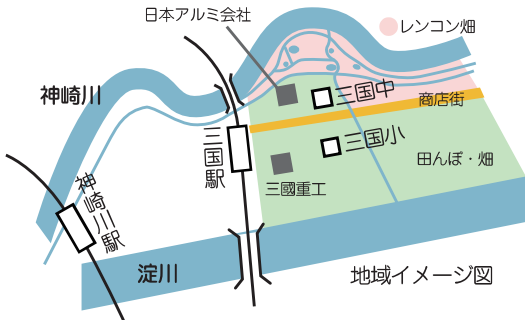 日本アルミ会社
レンコン畑
神崎川
三国中
商店街
三国駅
三国小
田んぼ・畑
三國重工
神崎川駅
淀川
地域イメージ図